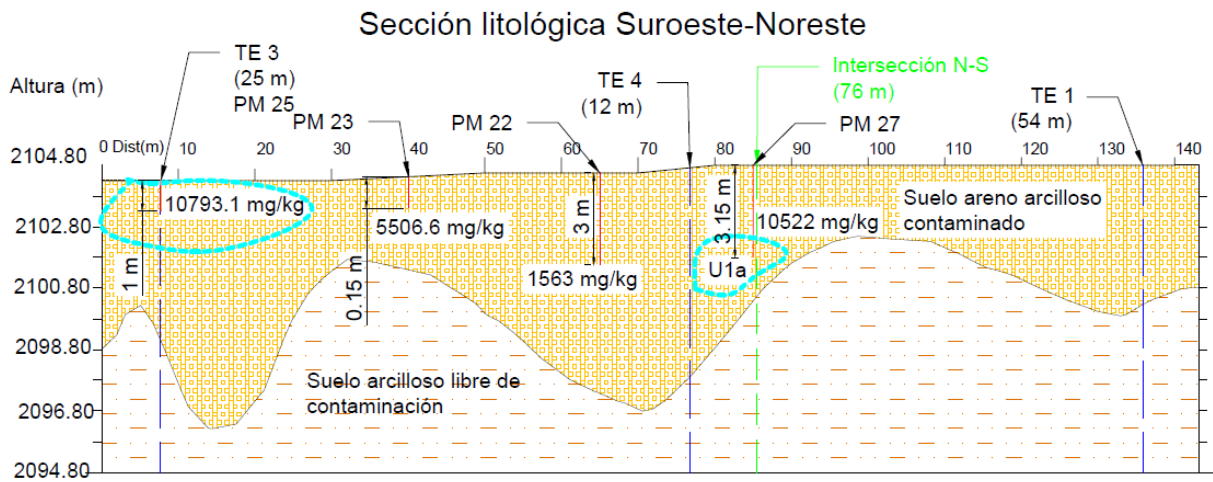 Sección litológica Suroeste-Noreste
TE 3
(25 m)
PM 25
Altura (m)
PM 23
PM 22
TE 4
(12 m)
Intersección N-S
(76 m)
PM 27
TE 1
(54 m)
0 Dist(m) 10 20 30 40 50 60 70 80 90 100 110 120 130 140
2104.80
2102.80
2100.80
2098.80
2096.80
2094.80
10793.1 mg/kg
1 m
5506.6 mg/kg
0.15 m
3 m
1563 mg/kg
3.15 m
10522 mg/kg
U1a
Suelo areno arcilloso
contaminado
Suelo arcilloso libre de
contaminación